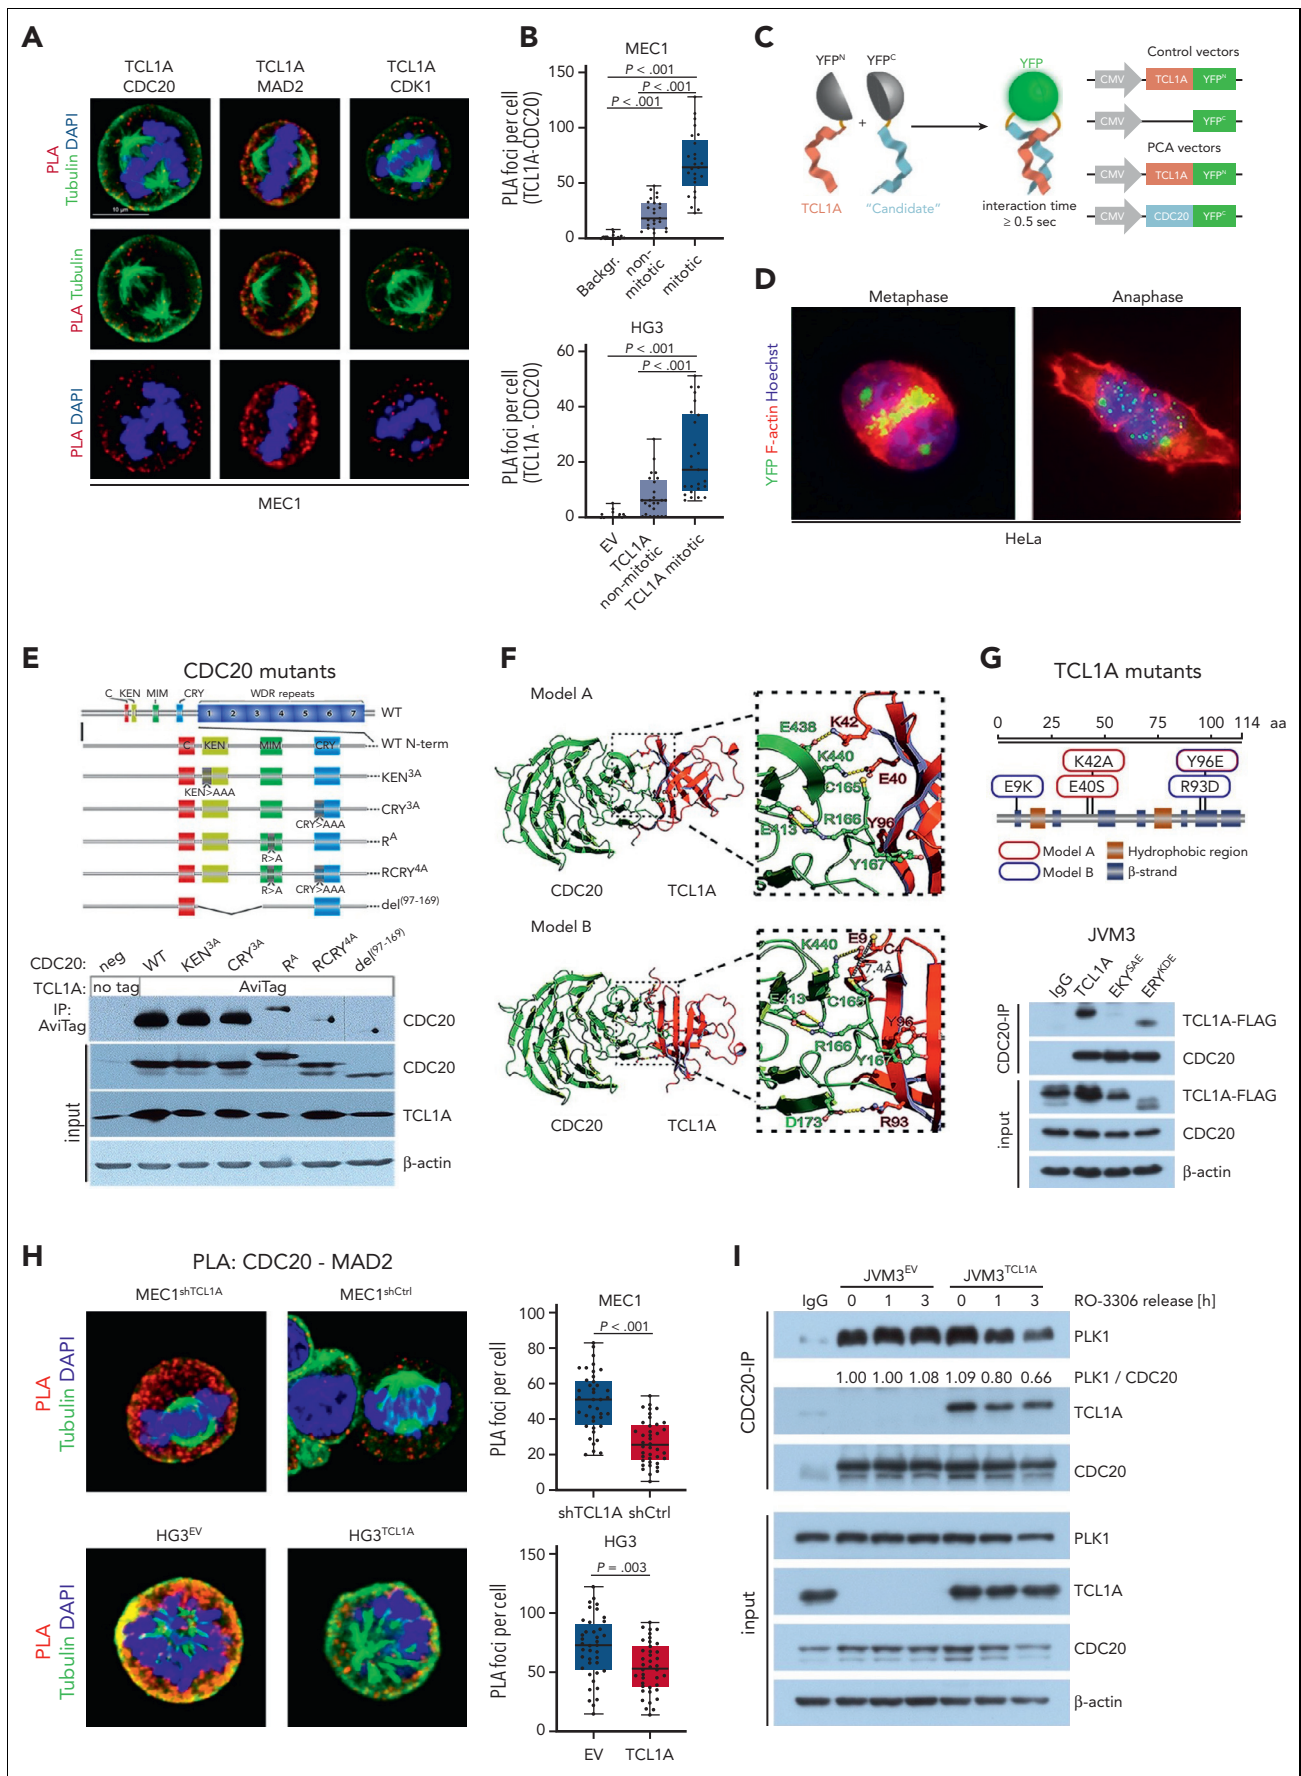 A
TCL1A CDC20
TCL1A MAD2
TCL1A CDK1
PLA
Tubulin DAPI
10 µm
PLA Tubulin
PLA DAPI
MEC1
B
MEC1
PLA foci per cell
(TCL1A-CDC20)
150
100
50
0
P < .001
P < .001
P < .001
Backgr.
non-mitotic
mitotic
HG3
PLA foci per cell
(TCL1A - CDC20)
60
40
20
0
P < .001
P < .001
EV
TCL1A non-mitotic
TCL1A mitotic
C
YFPN
YFPC
+
TCL1A
"Candidate"
YFP
interaction time
≥ 0.5 sec
Control vectors
CMV TCL1A YFPN
CMV YFPC
PCA vectors
CMV TCL1A YFPN
CMV CDC20 YFPC
D
Metaphase
Anaphase
YFP F-actin Hoechst
HeLa
E
CDC20 mutants
C KEN MIM CRY WDR repeats
1 2 3 4 5 6 7 WT
C KEN MIM CRY WT N-term
KEN3A
KEN>AAA
CRY3A
CRY>AAA
RA
R>A
RCRY4A
R>A CRY>AAA
del(97-169)
CDC20: neg WT KEN3A CRY3A RA RCRY4A del(97-169)
TCL1A: no tag AviTag
IP: AviTag
CDC20
input
CDC20
TCL1A
β-actin
F
Model A
CDC20 TCL1A
E438 K42
K440
E40
C165
R166
E413
Y96
Y167
Model B
CDC20 TCL1A
K440 E9
C4
7.4Å
E413
C165
Y96
R166
Y167
D173 R93
G
TCL1A mutants
0 25 50 75 100 114 aa
K42A Y96E
E9K E40S R93D
Model A Hydrophobic region
Model B β-strand
JVM3
IgG TCL1A EKYSAE ERYKDE
CDC20-IP
TCL1A-FLAG
CDC20
input
TCL1A-FLAG
CDC20
β-actin
H
PLA: CDC20 - MAD2
MEC1shTCL1A
MEC1shCtrl
PLA
Tubulin DAPI
MEC1
PLA foci per cell
100
80
60
40
20
0
P < .001
shTCL1A shCtrl
HG3EV
HG3TCL1A
PLA
Tubulin DAPI
HG3
PLA foci per cell
150
100
50
0
P = .003
EV TCL1A
I
JVM3EV JVM3TCL1A
IgG 0 1 3 0 1 3 RO-3306 release [h]
CDC20-IP
PLK1
1.00 1.00 1.08 1.09 0.80 0.66 PLK1 / CDC20
TCL1A
CDC20
input
PLK1
TCL1A
CDC20
β-actin